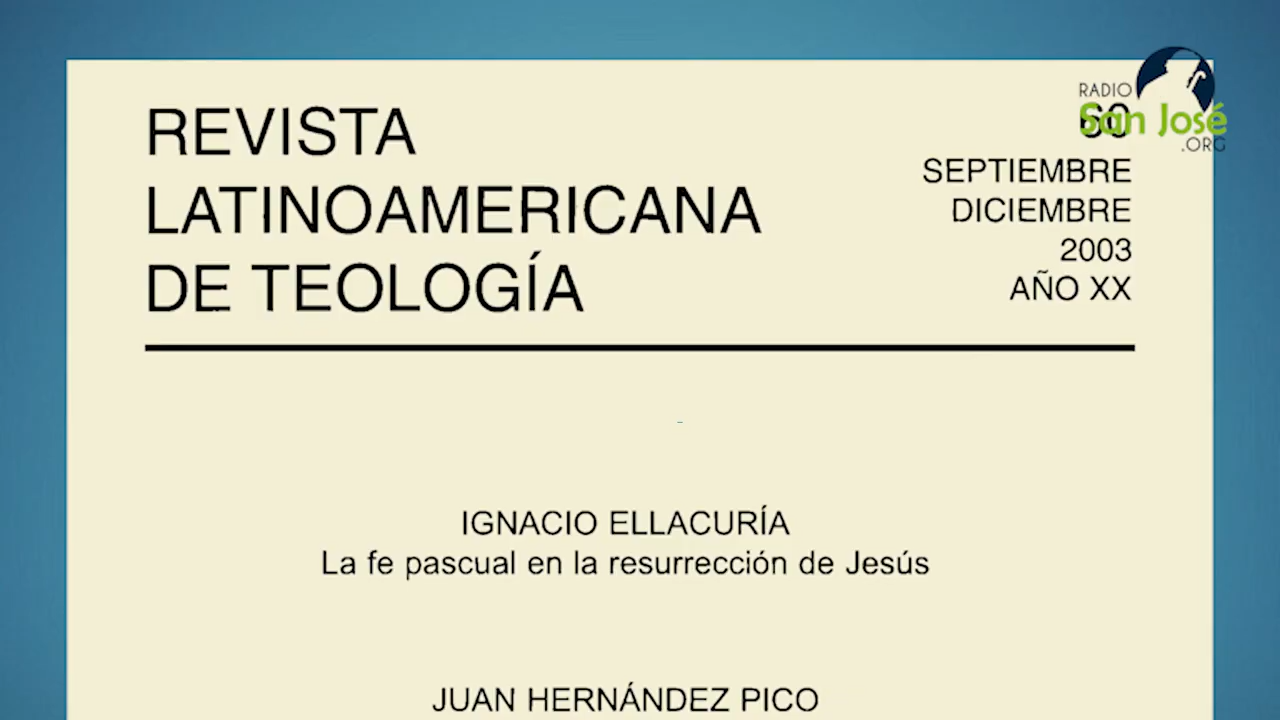 REVISTA
LATINOAMERICANA
DE TEOLOGÍA
60
SEPTIEMBRE
DICIEMBRE
2003
AÑO XX
RADIO
San José
.ORG
IGNACIO ELLACURÍA
La fe pascual en la resurrección de Jesús
JUAN HERNÁNDEZ PICO